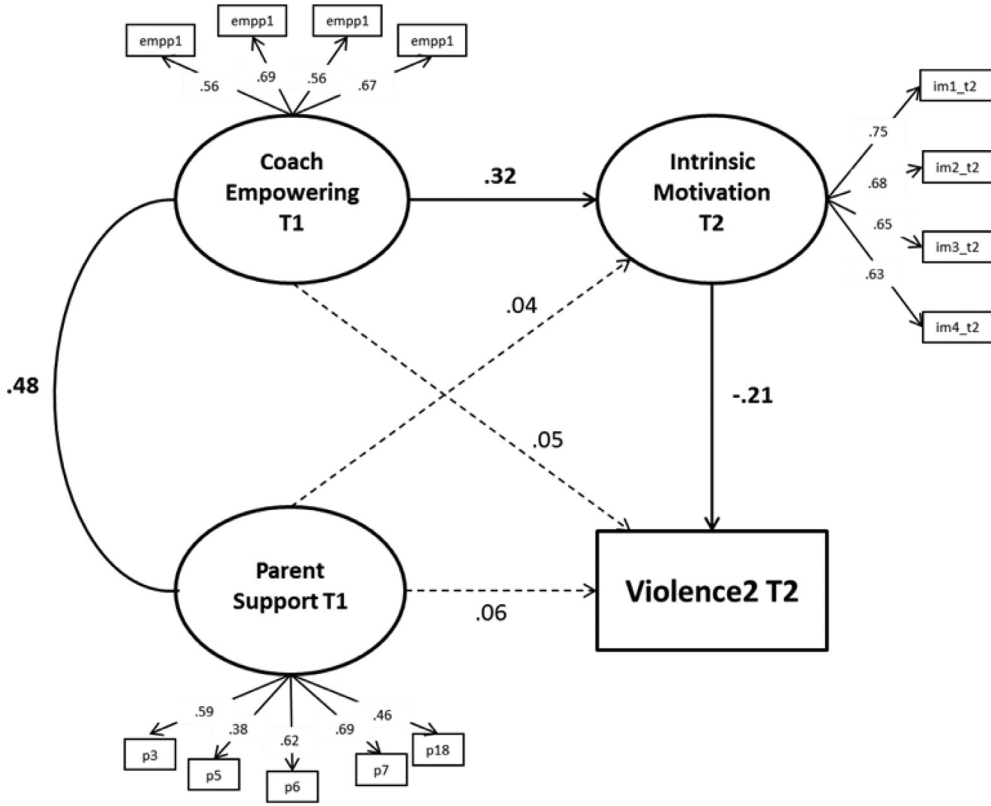 empp1
empp1
empp1
empp1
.56
.69
.56
.67
Coach
Empowering
T1
.32
Intrinsic
Motivation
T2
.75
.68
.65
.63
im1_t2
im2_t2
im3_t2
im4_t2
.48
.04
.05
-.21
Parent
Support T1
.06
Violence2 T2
.59
.38
.62
.69
.46
p3
p5
p6
p7
p18